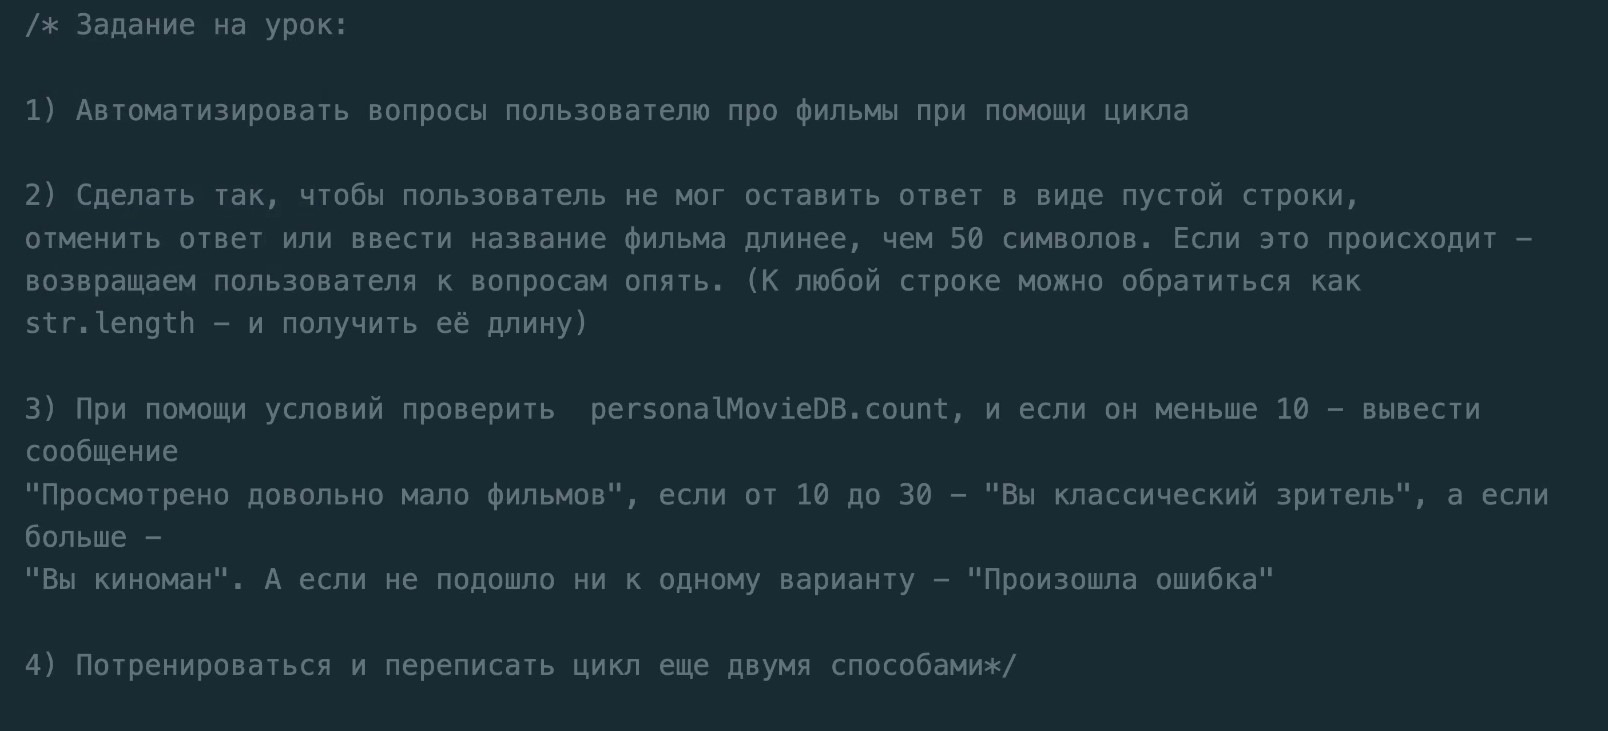 /* Задание на урок:
1) Автоматизировать вопросы пользователю про фильмы при помощи цикла
2) Сделать так, чтобы пользователь не мог оставить ответ в виде пустой строки,
отменить ответ или ввести название фильма длинее, чем 50 символов. Если это происходит –
возвращаем пользователя к вопросам опять. (К любой строке можно обратиться как
str.length – и получить её длину)
3) При помощи условий проверить  personalMovieDB.count, и если он меньше 10 – вывести
сообщение
"Просмотрено довольно мало фильмов", если от 10 до 30 – "Вы классический зритель", а если
больше –
"Вы киноман". А если не подошло ни к одному варианту – "Произошла ошибка"
4) Потренироваться и переписать цикл еще двумя способами*/